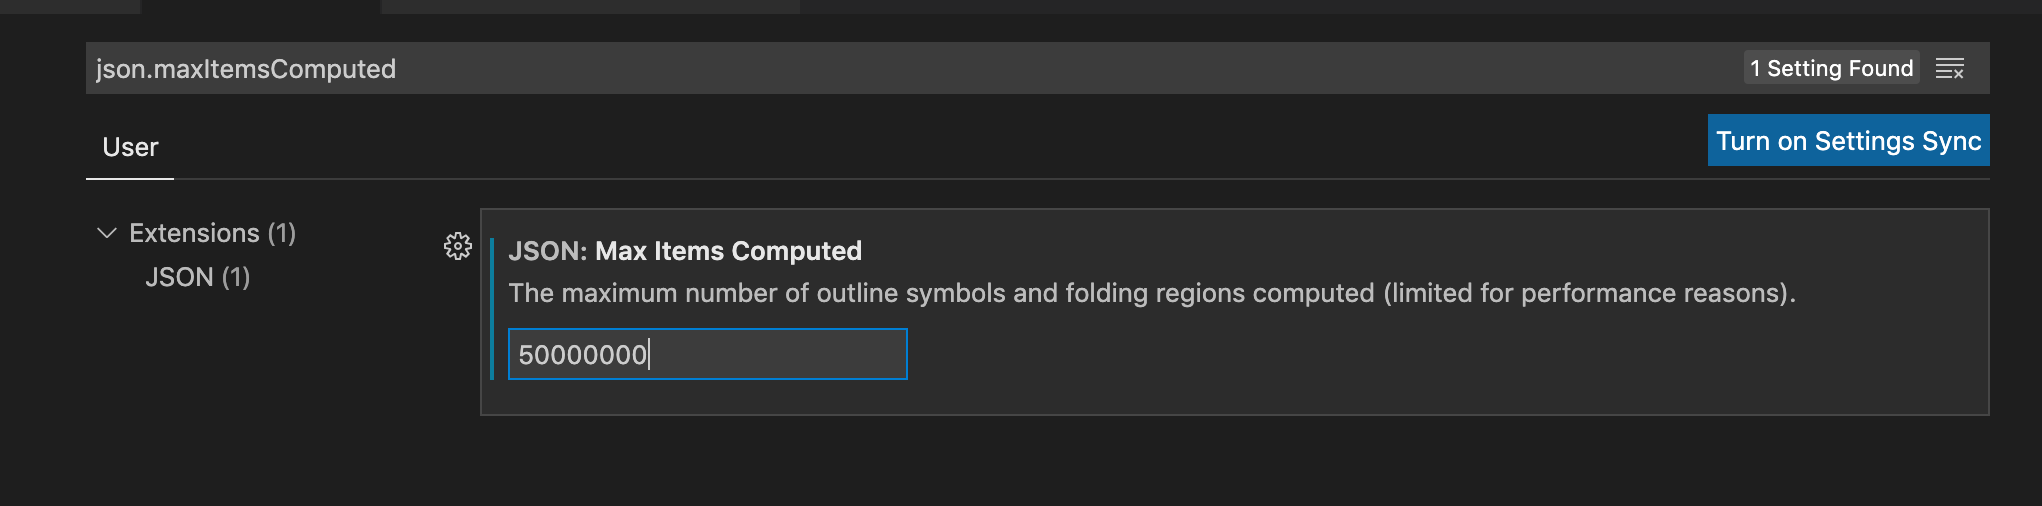 json.maxItemsComputed
1 Setting Found
User
Turn on Settings Sync
Extensions (1)
JSON (1)
JSON: Max Items Computed
The maximum number of outline symbols and folding regions computed (limited for performance reasons).
50000000